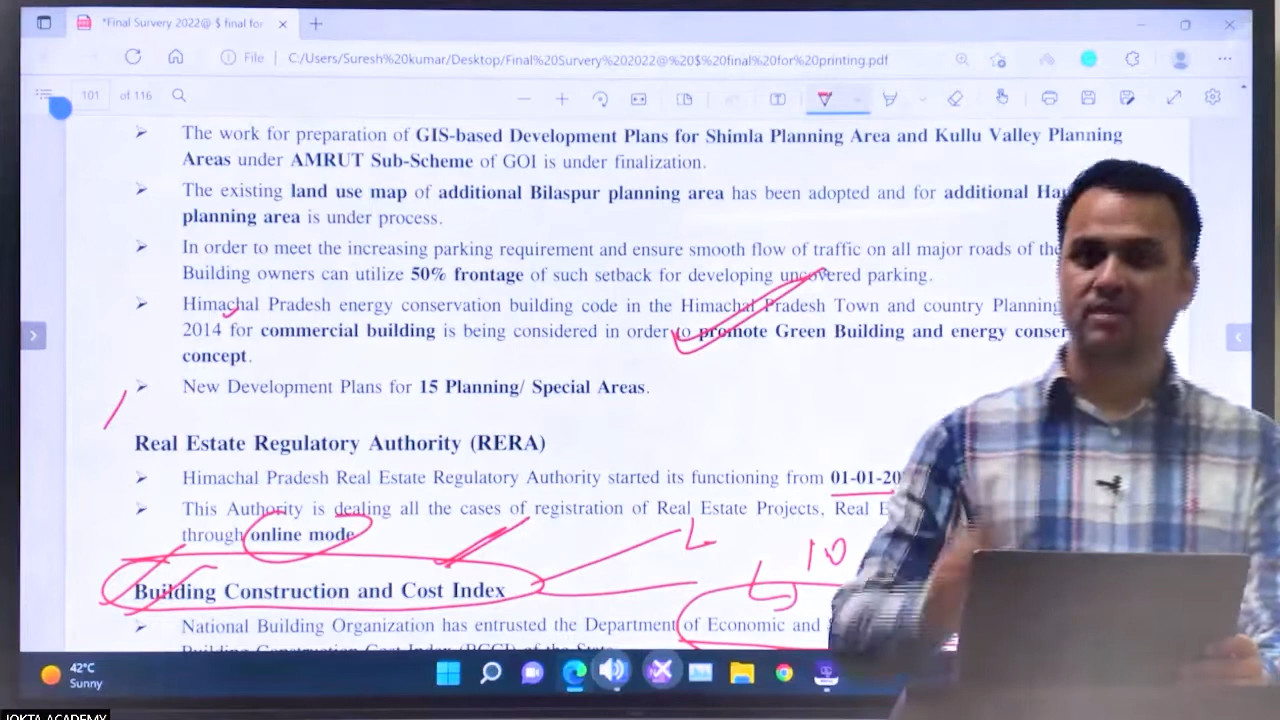 *Final Survery 2022@ $ final for
File | C:/Users/Suresh%20kumar/Desktop/Final%20Survery%202022@%20$%20final%20for%20printing.pdf
101 of 116
The work for preparation of GIS-based Development Plans for Shimla Planning Area and Kullu Valley Planning
Areas under AMRUT Sub-Scheme of GOI is under finalization.
The existing land use map of additional Bilaspur planning area has been adopted and for additional
planning area is under process.
In order to meet the increasing parking requirement and ensure smooth flow of traffic on all major roads of the
Building owners can utilize 50% frontage of such setback for developing uncovered parking.
Himachal Pradesh energy conservation building code in the Himachal Pradesh Town and country Planning
2014 for commercial building is being considered in order to promote Green Building and energy
concept.
New Development Plans for 15 Planning/ Special Areas.
Real Estate Regulatory Authority (RERA)
Himachal Pradesh Real Estate Regulatory Authority started its functioning from 01-01-20
This Authority is dealing all the cases of registration of Real Estate Projects, Real
through online mode
10
Building Construction and Cost Index
National Building Organization has entrusted the Department of Economic and
Building Construction Cost Index (BCCI) of the State
42°C
Sunny
JOKTA ACADEMY